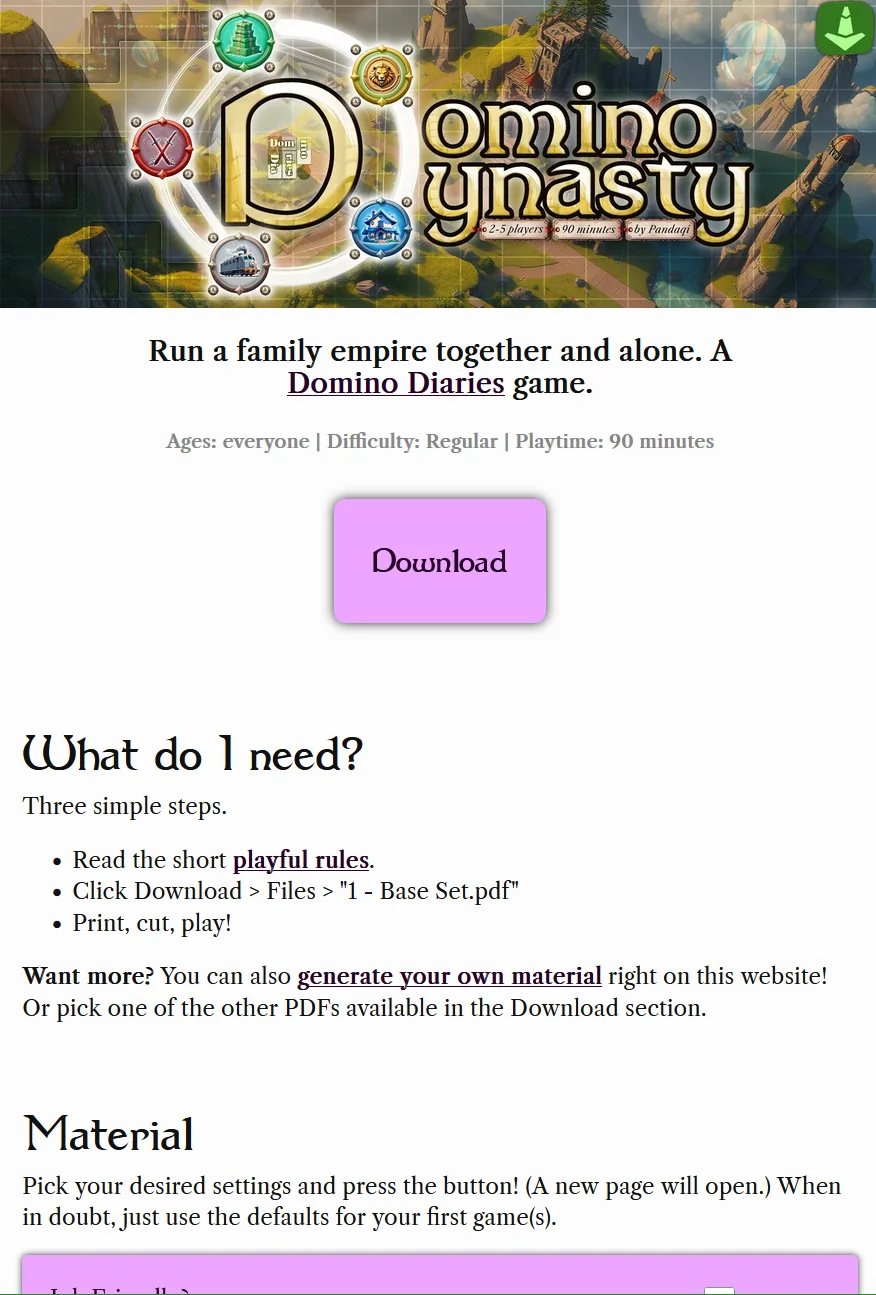 Domino
Dynasty
Dom
ino
Dia
ries
2-5 players
90 minutes
by Pandaqi
Run a family empire together and alone. A
Domino Diaries game.
Ages: everyone | Difficulty: Regular | Playtime: 90 minutes
Download
What do I need?
Three simple steps.
• Read the short playful rules.
• Click Download > Files > "1 - Base Set.pdf"
• Print, cut, play!
Want more? You can also generate your own material right on this website!
Or pick one of the other PDFs available in the Download section.
Material
Pick your desired settings and press the button! (A new page will open.) When
in doubt, just use the defaults for your first game(s).